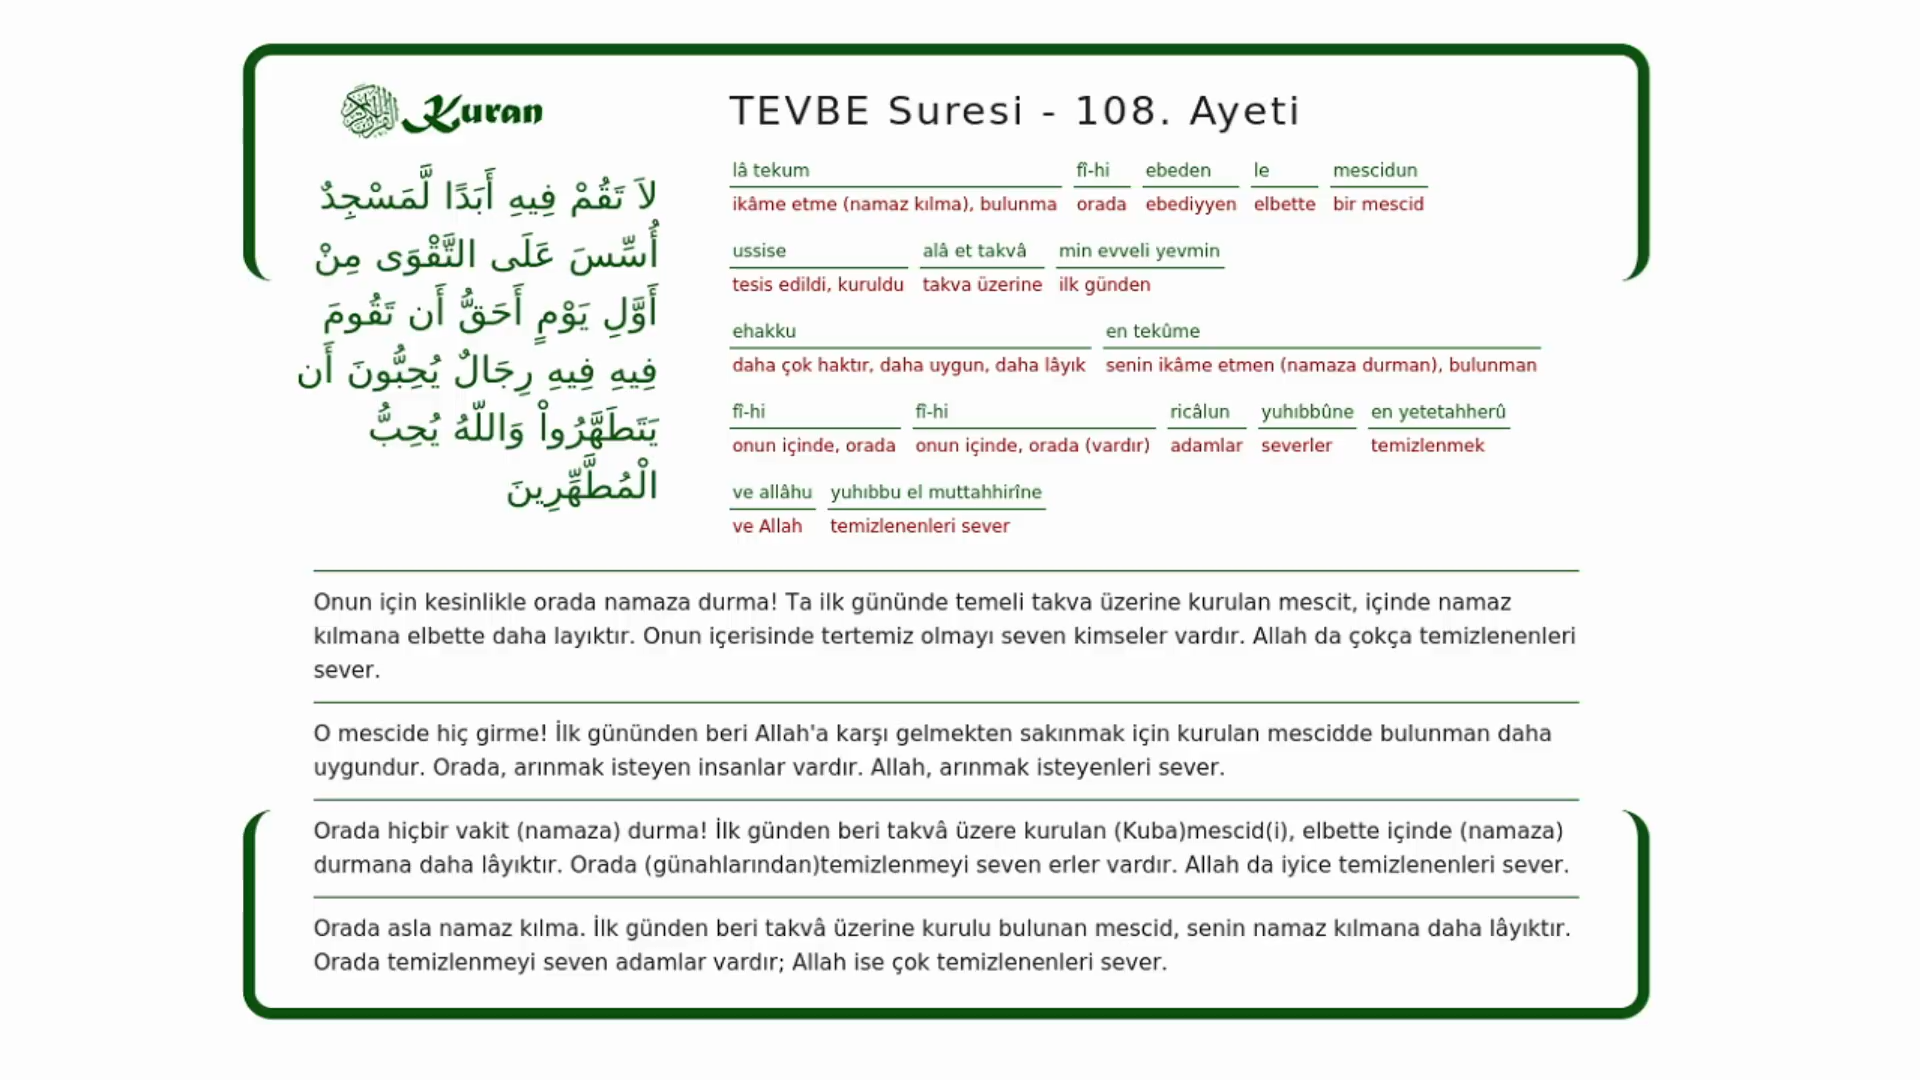 Kuran
TEVBE Suresi - 108. Ayeti
لاَ تَقُمْ فِيهِ أَبَدًا لَّمَسْجِدٌ
أُسِّسَ عَلَى التَّقْوَى مِنْ
أَوَّلِ يَوْمٍ أَحَقُّ أَن تَقُومَ
فِيهِ فِيهِ رِجَالٌ يُحِبُّونَ أَن
يَتَطَهَّرُواْ وَاللّهُ يُحِبُّ
الْمُطَّهِّرِينَ
lâ tekum fî-hi ebeden le mescidun
ikâme etme (namaz kılma), bulunma orada ebediyyen elbette bir mescid
ussise alâ et takvâ min evveli yevmin
tesis edildi, kuruldu takva üzerine ilk günden
ehakku en tekûme
daha çok haktır, daha uygun, daha lâyık senin ikâme etmen (namaza durman), bulunman
fî-hi fî-hi ricâlun yuhıbbûne en yetetahherû
onun içinde, orada onun içinde, orada (vardır) adamlar severler temizlenmek
ve allâhu yuhıbbu el muttahhirîne
ve Allah temizlenenleri sever
Onun için kesinlikle orada namaza durma! Ta ilk gününde temeli takva üzerine kurulan mescit, içinde namaz
kılmana elbette daha layıktır. Onun içerisinde tertemiz olmayı seven kimseler vardır. Allah da çokça temizlenenleri
sever.
O mescide hiç girme! İlk gününden beri Allah'a karşı gelmekten sakınmak için kurulan mescidde bulunman daha
uygundur. Orada, arınmak isteyen insanlar vardır. Allah, arınmak isteyenleri sever.
Orada hiçbir vakit (namaza) durma! İlk günden beri takvâ üzere kurulan (Kuba)mescid(i), elbette içinde (namaza)
durmana daha lâyıktır. Orada (günahlarından)temizlenmeyi seven erler vardır. Allah da iyice temizlenenleri sever.
Orada asla namaz kılma. İlk günden beri takvâ üzerine kurulu bulunan mescid, senin namaz kılmana daha lâyıktır.
Orada temizlenmeyi seven adamlar vardır; Allah ise çok temizlenenleri sever.